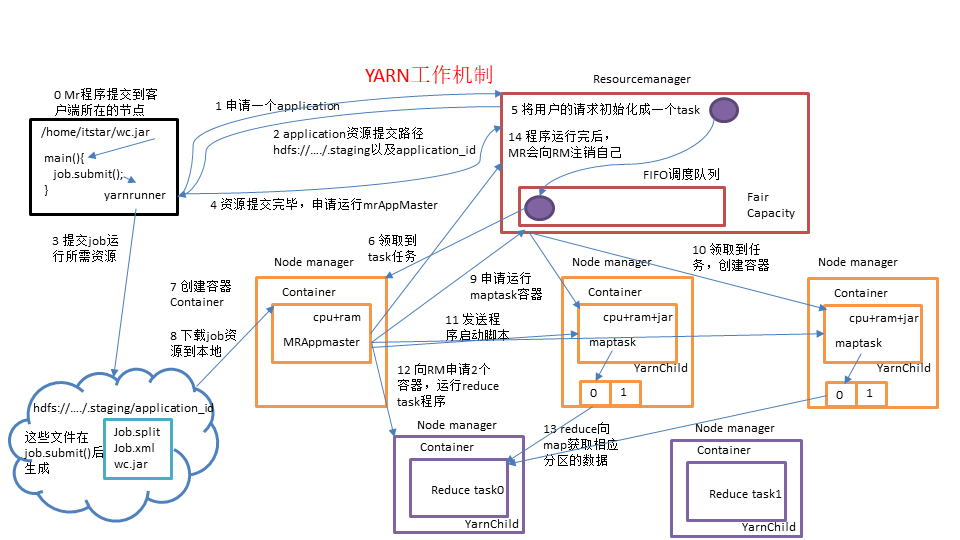 YARN工作机制
0 Mr程序提交到客
户端所在的节点
/home/itstar/wc.jar
main(){
job.submit();
}
yarnrunner
1 申请一个application
2 application资源提交路径
hdfs://..../.staging以及application_id
4 资源提交完毕，申请运行mrAppMaster
Resourcemanager
5 将用户的请求初始化成一个task
14 程序运行完后，
MR会向RM注销自己
FIFO调度队列
Fair
Capacity
3 提交job运
行所需资源
6 领取到
task任务
7 创建容器
Container
8 下载job资
源到本地
Node manager
Container
cpu+ram
MRAppmaster
9 申请运行
maptask容器
10 领取到任
务，创建容器
11 发送程
序启动脚本
Node manager
Container
cpu+ram+jar
maptask
YarnChild
0
1
Node manager
Container
cpu+ram+jar
maptask
YarnChild
0
1
12 向RM申请2个
容器，运行reduce
task程序
13 reduce向
map获取相应
分区的数据
hdfs://..../.staging/application_id
这些文件在
job.submit()后
生成
Job.split
Job.xml
wc.jar
Node manager
Container
Reduce task0
YarnChild
Node manager
Container
Reduce task1
YarnChild